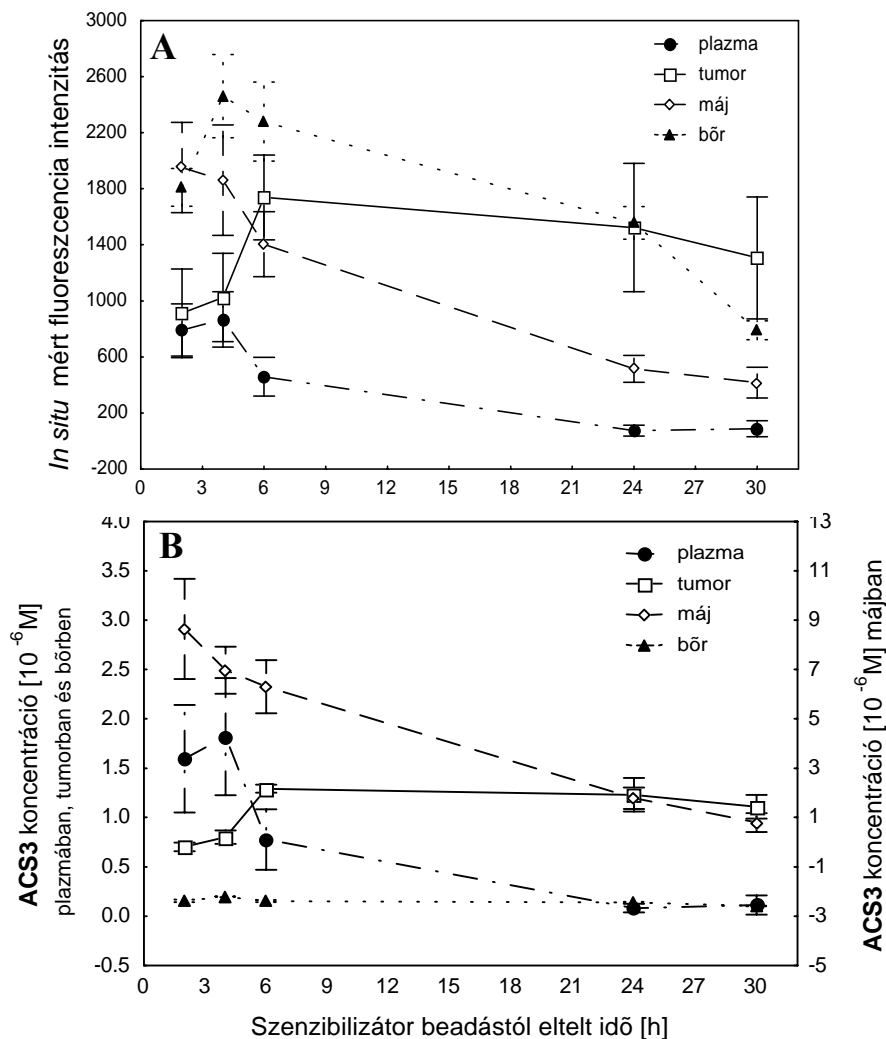 A
In situ mért fluoreszcencia intenzitás
3000
2600
2200
1800
1400
1000
600
200
-200
plazma
tumor
máj
bõr
0 3 6 9 12 15 18 21 24 27 30
B
ACS3 koncentráció [10 -6 M]
plazmában, tumorban és bõrben
4.0
3.5
3.0
2.5
2.0
1.5
1.0
0.5
0.0
-0.5
plazma
tumor
máj
bõr
13
11
9
7
5
3
1
-1
-3
-5
ACS3 koncentráció [10 -6 M] májban
0 3 6 9 12 15 18 21 24 27 30
Szenzibilizátor beadástól eltelt idõ [h]